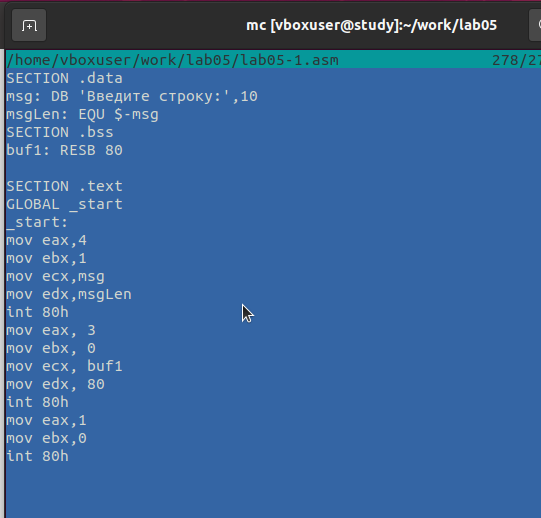 mc [vboxuser@study]:~/work/lab05
/home/vboxuser/work/lab05/lab05-1.asm 278/27
SECTION .data
msg: DB 'Введите строку:',10
msgLen: EQU $-msg
SECTION .bss
buf1: RESB 80
SECTION .text
GLOBAL _start
_start:
mov eax,4
mov ebx,1
mov ecx,msg
mov edx,msgLen
int 80h
mov eax, 3
mov ebx, 0
mov ecx, buf1
mov edx, 80
int 80h
mov eax,1
mov ebx,0
int 80h